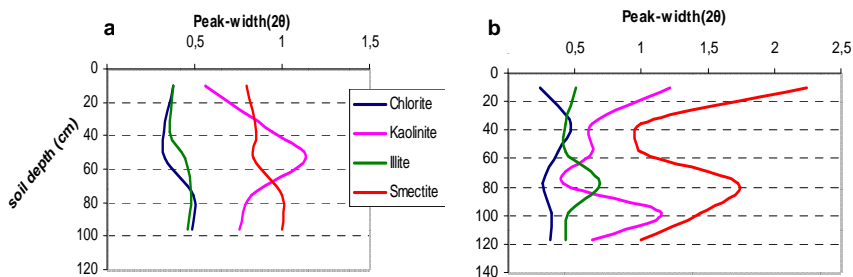 a
Peak-width(2θ)
0,5 1 1,5
0
20
40
60
80
100
120
soil depth (cm)
Chlorite
Kaolinite
Illite
Smectite
b
Peak-width(2θ)
0,5 1 1,5 2 2,5
0
20
40
60
80
100
120
140